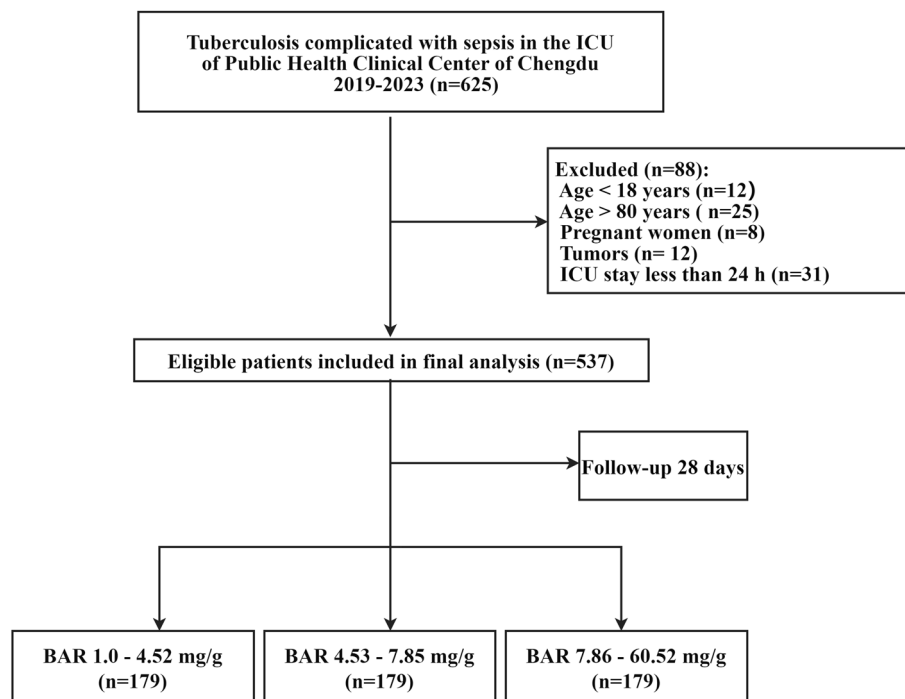 Tuberculosis complicated with sepsis in the ICU
of Public Health Clinical Center of Chengdu
2019-2023 (n=625)
Excluded (n=88):
Age < 18 years (n=12)
Age > 80 years ( n=25)
Pregnant women (n=8)
Tumors (n= 12)
ICU stay less than 24 h (n=31)
Eligible patients included in final analysis (n=537)
Follow-up 28 days
BAR 1.0 - 4.52 mg/g
(n=179)
BAR 4.53 - 7.85 mg/g
(n=179)
BAR 7.86 - 60.52 mg/g
(n=179)